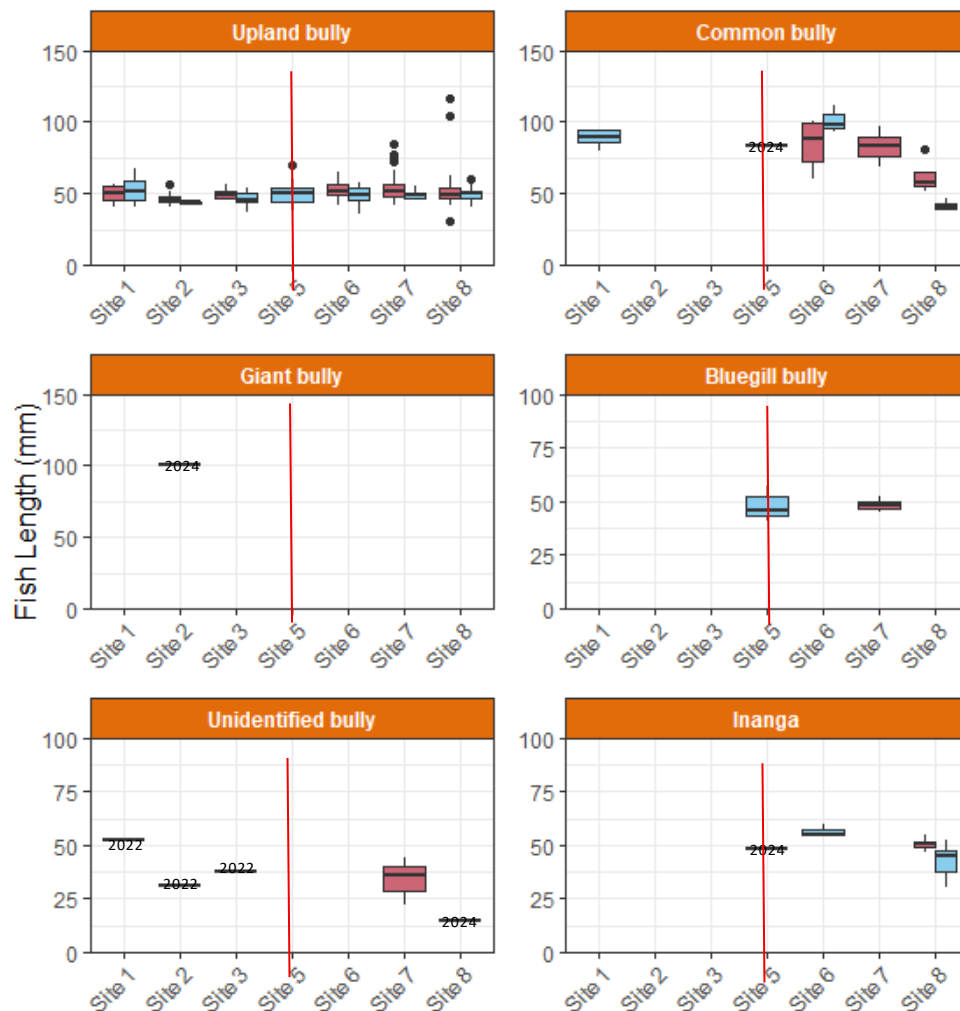 Upland bully
150
100
50
0
Site 1
Site 2
Site 3
Site 5
Site 6
Site 7
Site 8
Common bully
150
100
50
0
2024
Site 1
Site 2
Site 3
Site 5
Site 6
Site 7
Site 8
Fish Length (mm)
Giant bully
150
100
50
0
2024
Site 1
Site 2
Site 3
Site 5
Site 6
Site 7
Site 8
Bluegill bully
100
75
50
25
0
Site 1
Site 2
Site 3
Site 5
Site 6
Site 7
Site 8
Unidentified bully
100
75
50
25
0
2022
2022
2022
2024
Site 1
Site 2
Site 3
Site 5
Site 6
Site 7
Site 8
Inanga
100
75
50
25
0
2024
Site 1
Site 2
Site 3
Site 5
Site 6
Site 7
Site 8